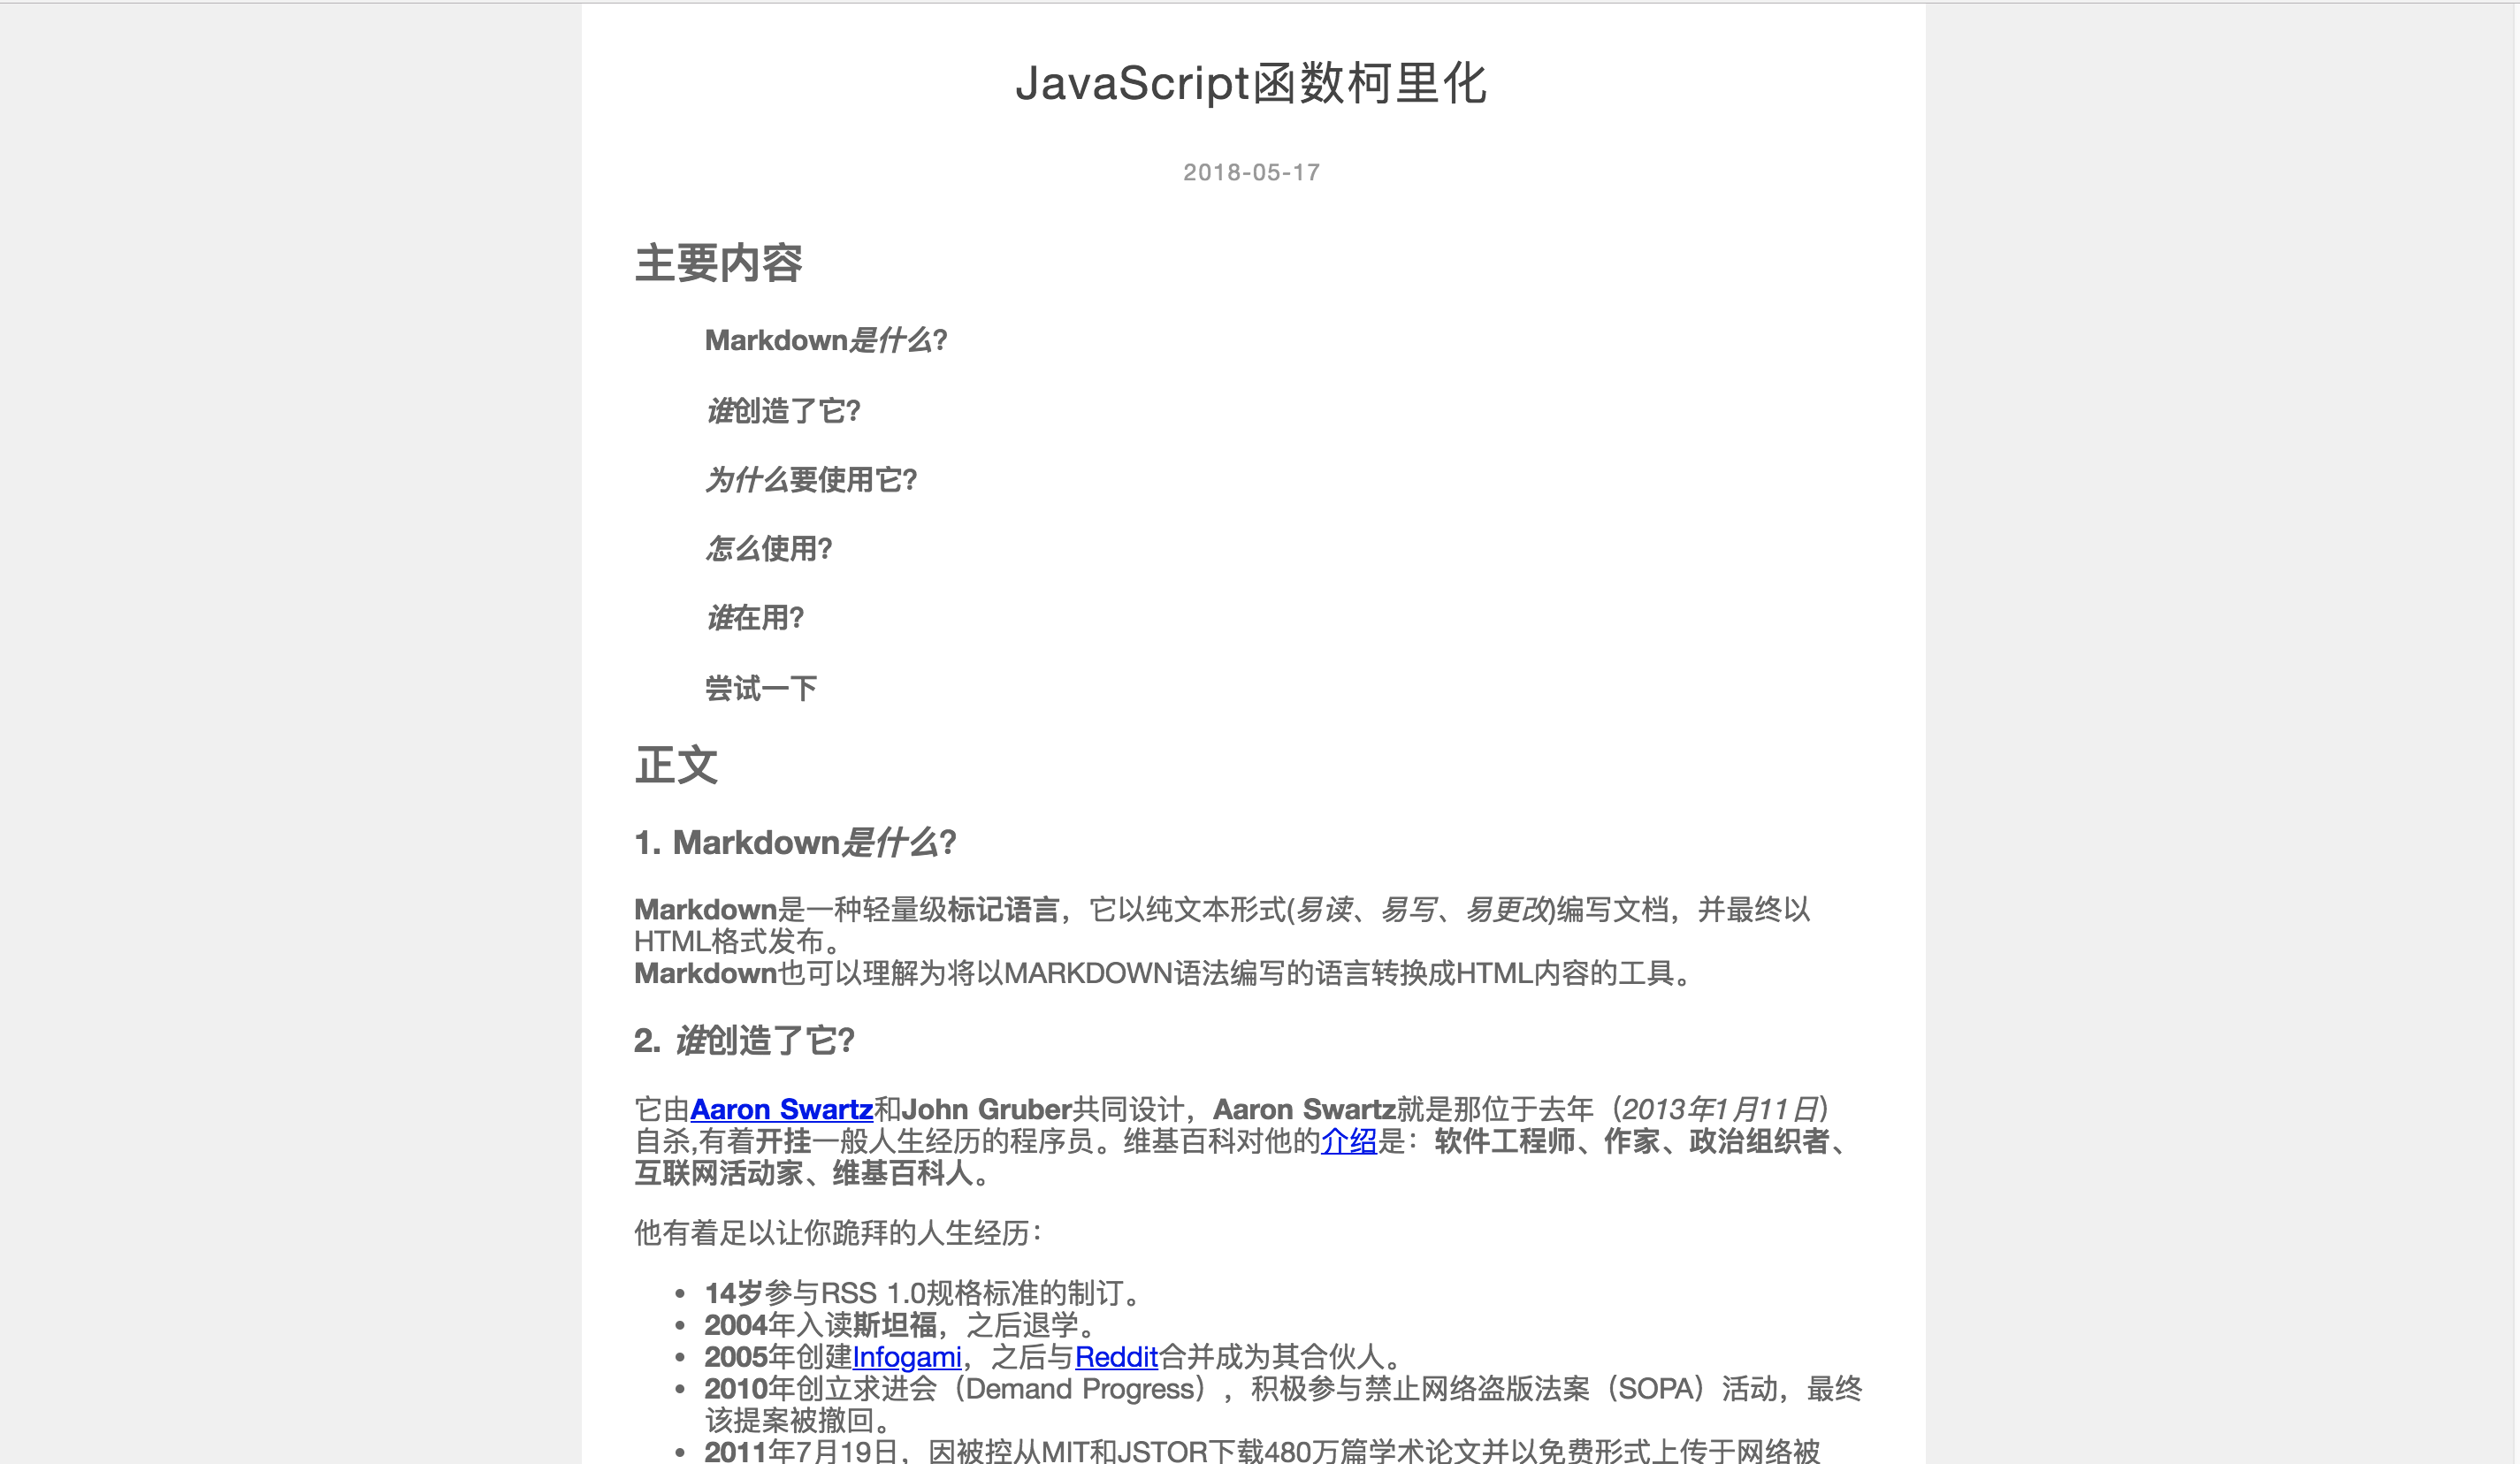 JavaScript函数柯里化
2018-05-17
主要内容
Markdown是什么?
谁创造了它?
为什么要使用它?
怎么使用?
谁在用?
尝试一下
正文
1. Markdown是什么?
Markdown是一种轻量级标记语言，它以纯文本形式(易读、易写、易更改)编写文档，并最终以
HTML格式发布。
Markdown也可以理解为将以MARKDOWN语法编写的语言转换成HTML内容的工具。
2. 谁创造了它?
它由Aaron Swartz和John Gruber共同设计，Aaron Swartz就是那位于去年（2013年1月11日）
自杀,有着开挂一般人生经历的程序员。维基百科对他的介绍是：软件工程师、作家、政治组织者、
互联网活动家、维基百科人。
他有着足以让你跪拜的人生经历：
• 14岁参与RSS 1.0规格标准的制订。
• 2004年入读斯坦福，之后退学。
• 2005年创建Infogami，之后与Reddit合并成为其合伙人。
• 2010年创立求进会（Demand Progress），积极参与禁止网络盗版法案（SOPA）活动，最终
该提案被撤回。
• 2011年7月19日，因被控从MIT和JSTOR下载480万篇学术论文并以免费形式上传于网络被